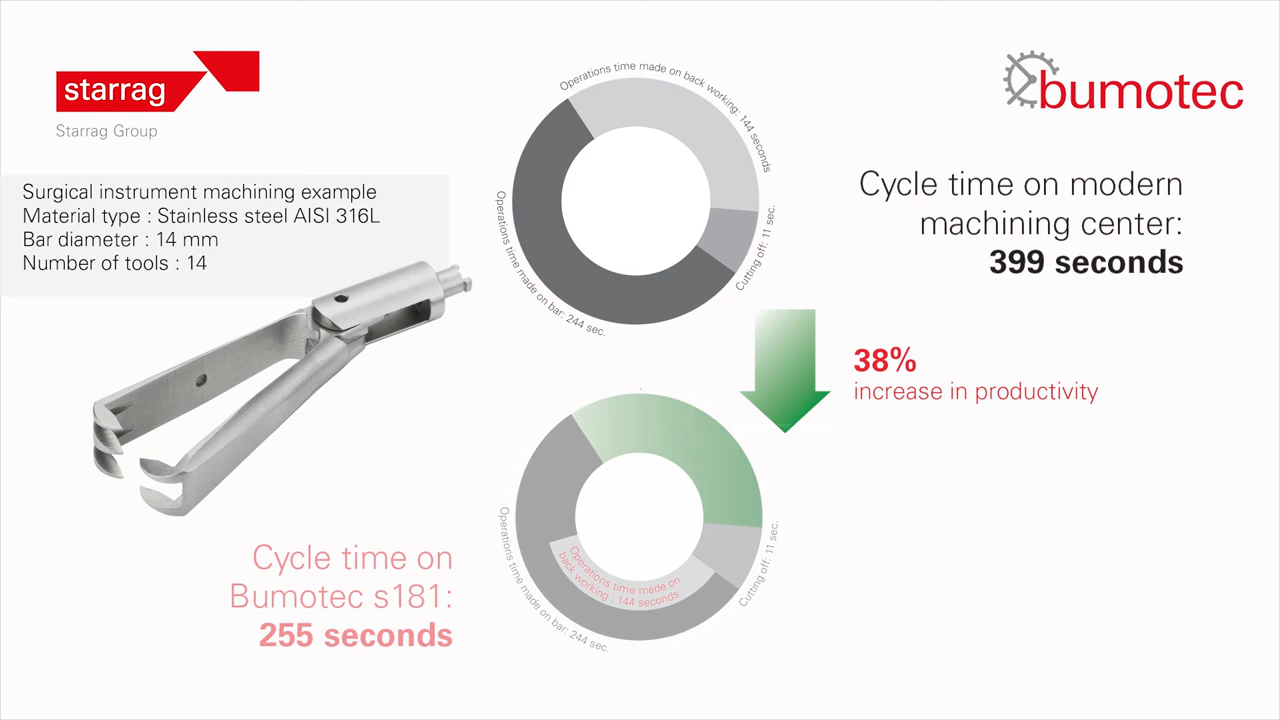 starrag
Starrag Group
bumotec
Surgical instrument machining example
Material type : Stainless steel AISI 316L
Bar diameter : 14 mm
Number of tools : 14
Operations time made on back working: 144 seconds
Cutting off: 11 sec.
Operations time made on bar: 244 sec.
Cycle time on modern
machining center:
399 seconds
38%
increase in productivity
Cycle time on
Bumotec s181:
255 seconds
Operations time made on bar: 244 sec.
Operations time made on
back working : 144 seconds
Cutting off: 11 sec.